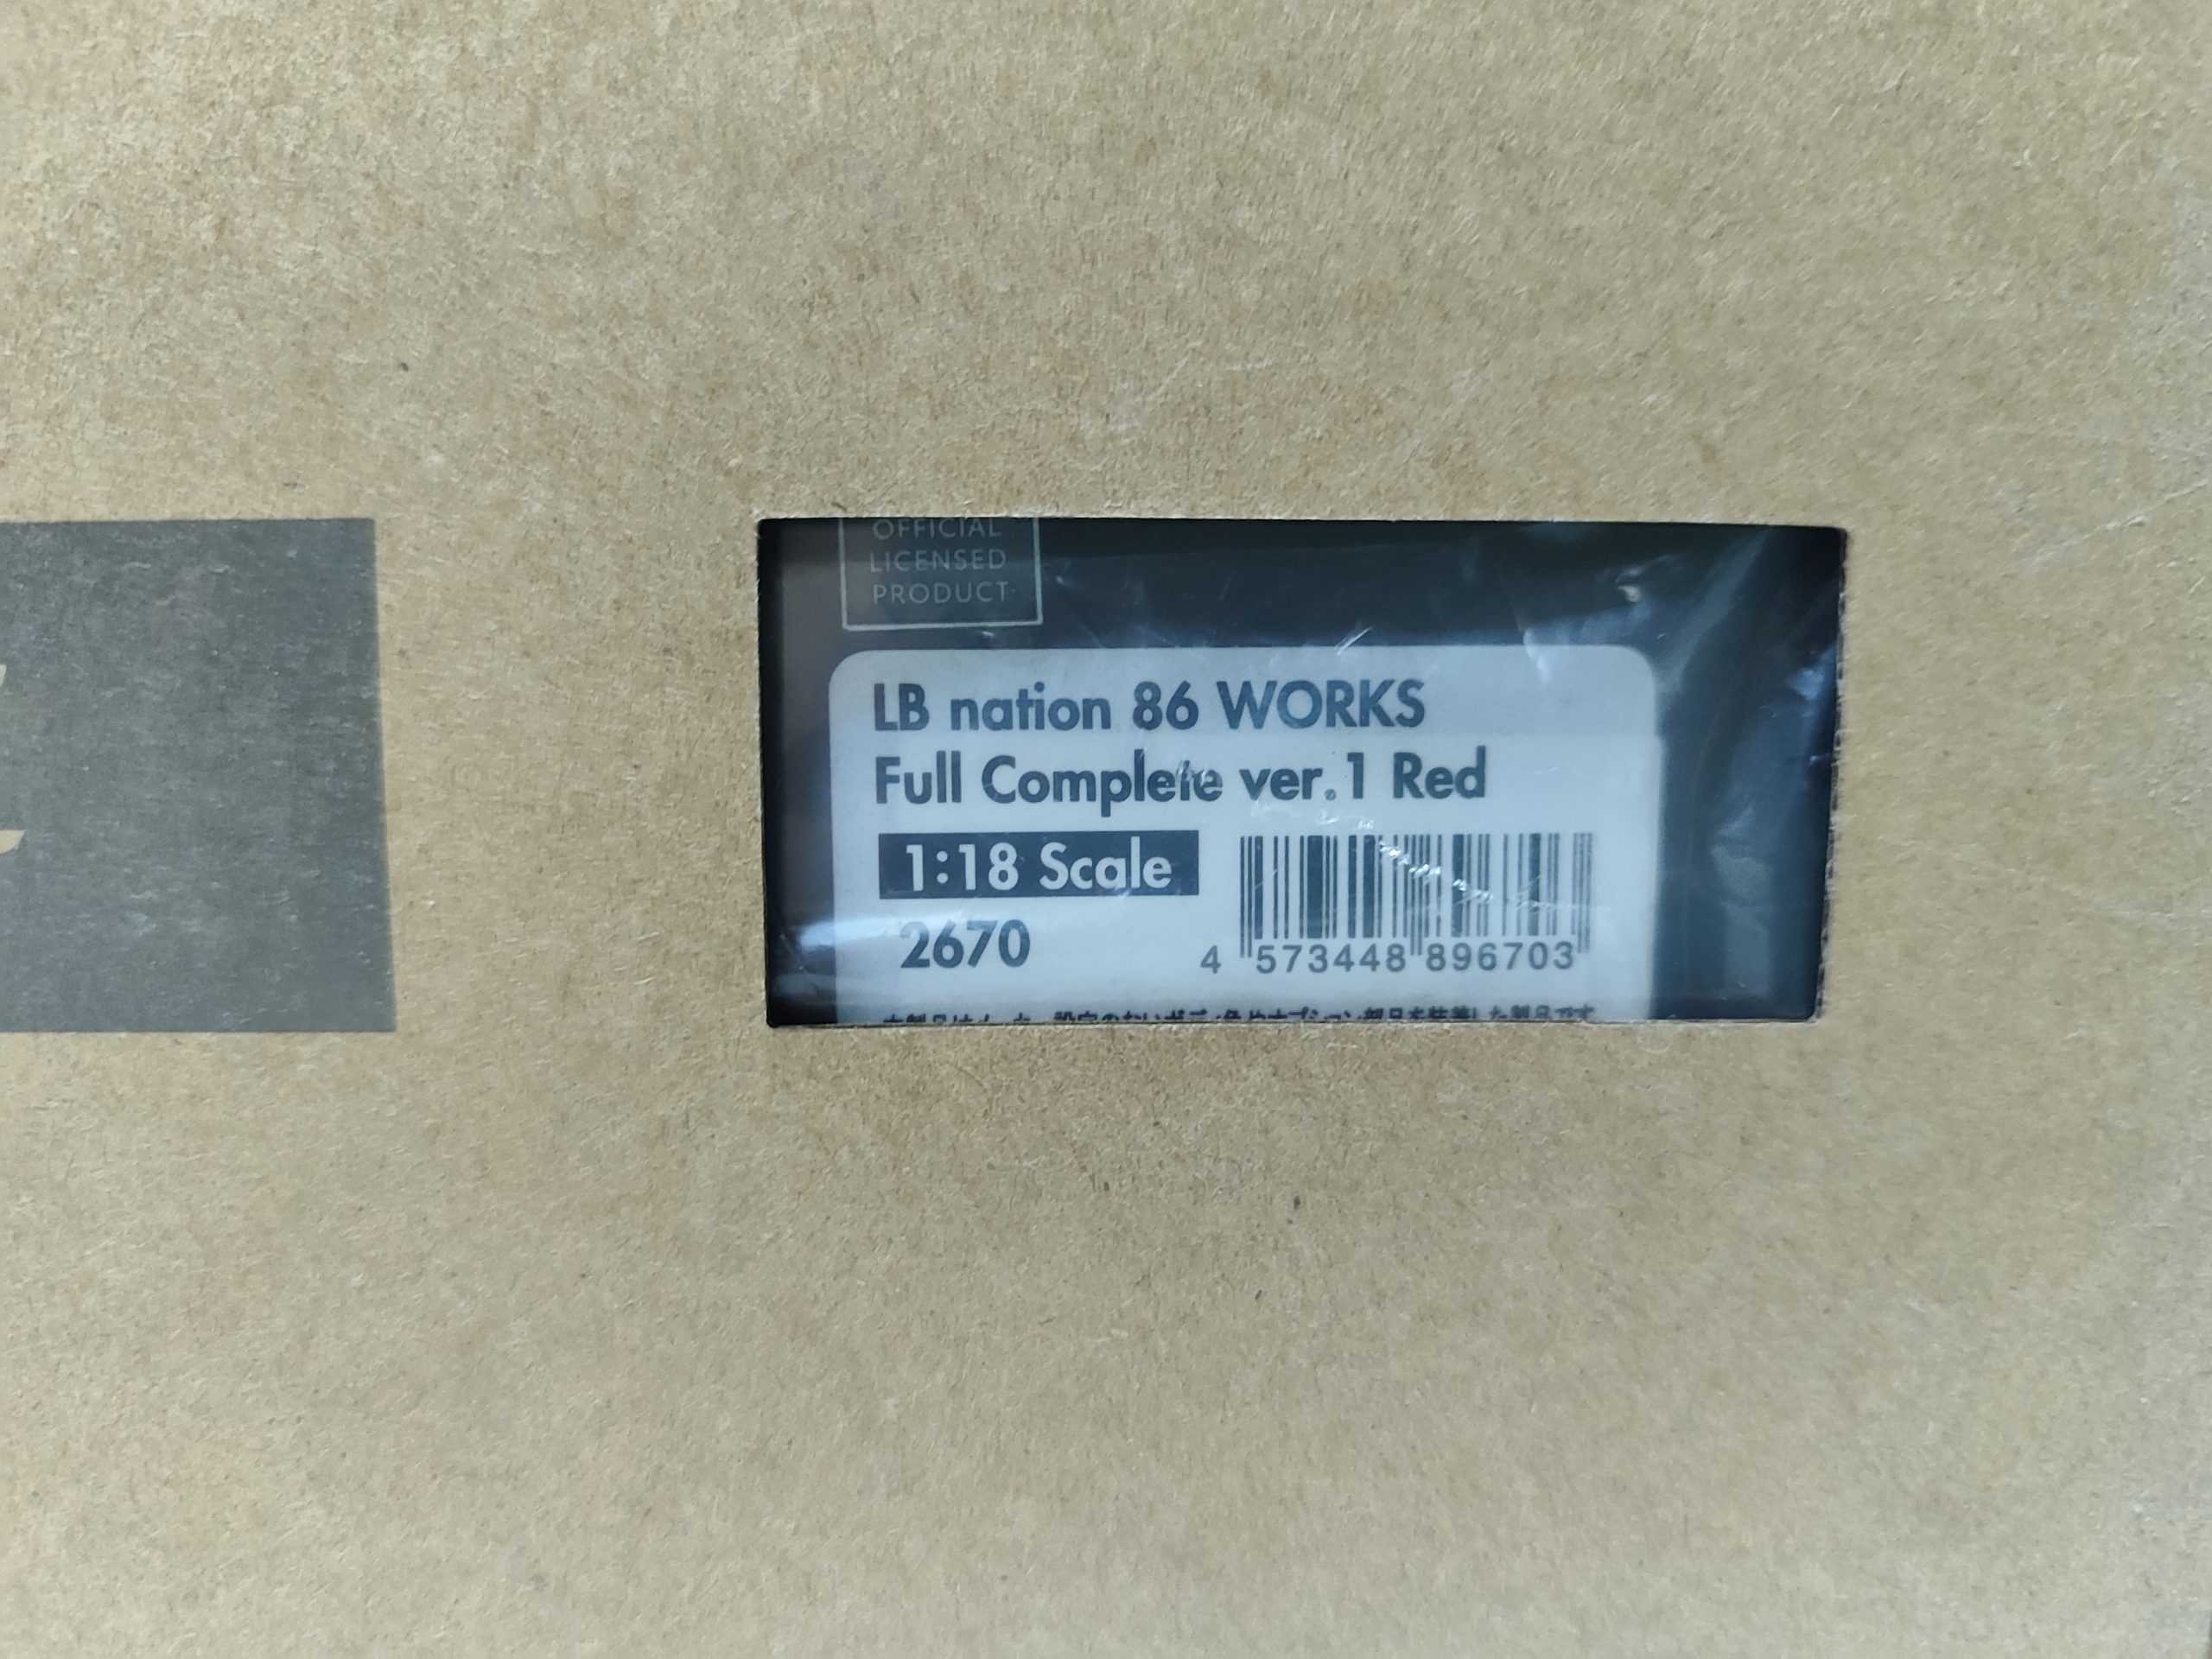 OFFICIAL
LICENSED
PRODUCT
LB nation 86 WORKS
Full Complete ver.1 Red
1:18 Scale
2670
4 573448 896703